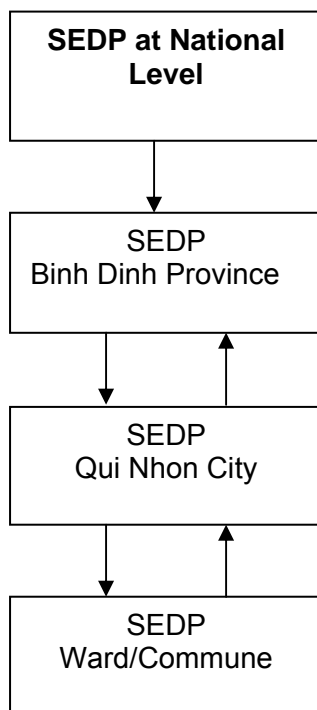 SEDP at National
Level
SEDP
Binh Dinh Province
SEDP
Qui Nhon City
SEDP
Ward/Commune